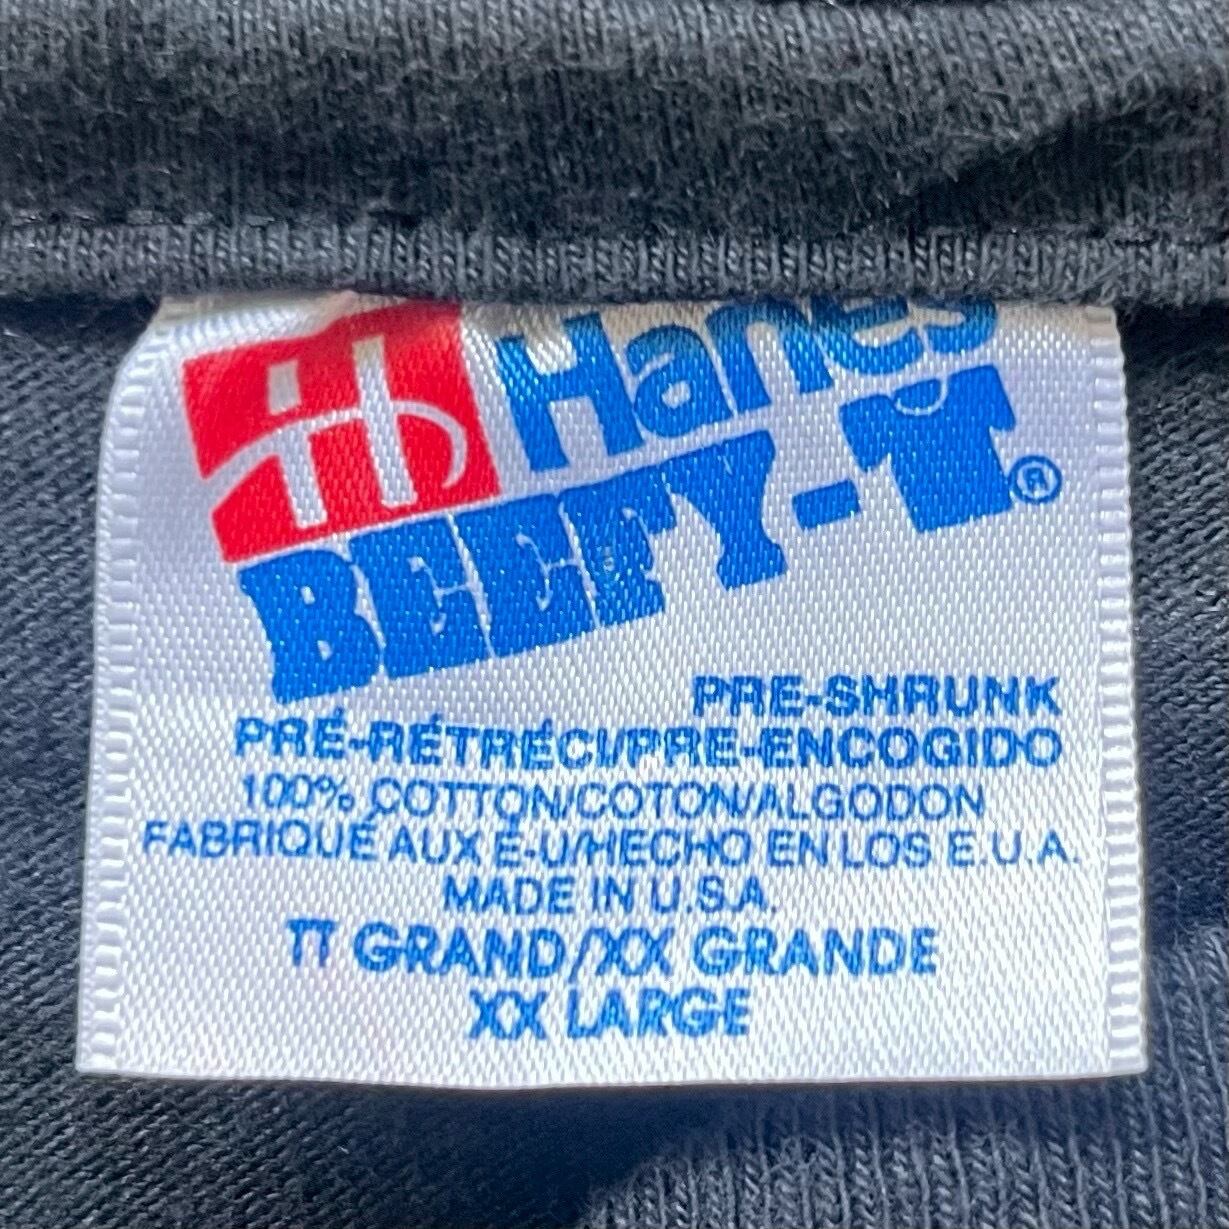 Hanes
BEEFY-T®
PRE-SHRUNK
PRÉ-RÉTRÉCI/PRE-ENCOGIDO
100% COTTON/COTON/ALGODON
FABRIQUÉ AUX É-U/HECHO EN LOS E.U.A.
MADE IN U.S.A.
TT GRAND/XX GRANDE
XX LARGE